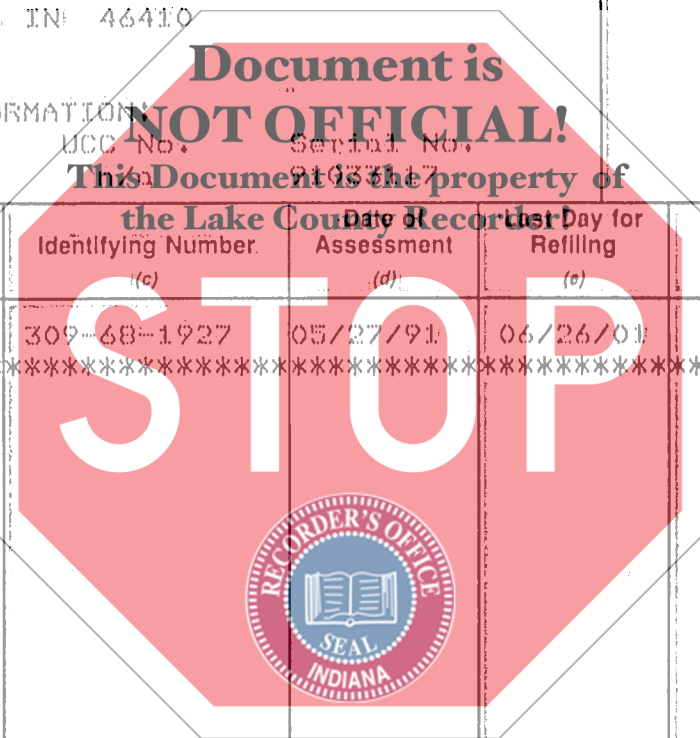 IN 46410
Document is
NOT OFFICIAL!
UCC No. Serial No.
This Document is the property of
the Lake County Recorder!
Identifying Number Date of Assessment Last Day for Refiling
(c) (d) (e)
309-68-1927 05/27/91 06/26/01
******************************
STOP
RECORDER'S OFFICE
SEAL
INDIANA